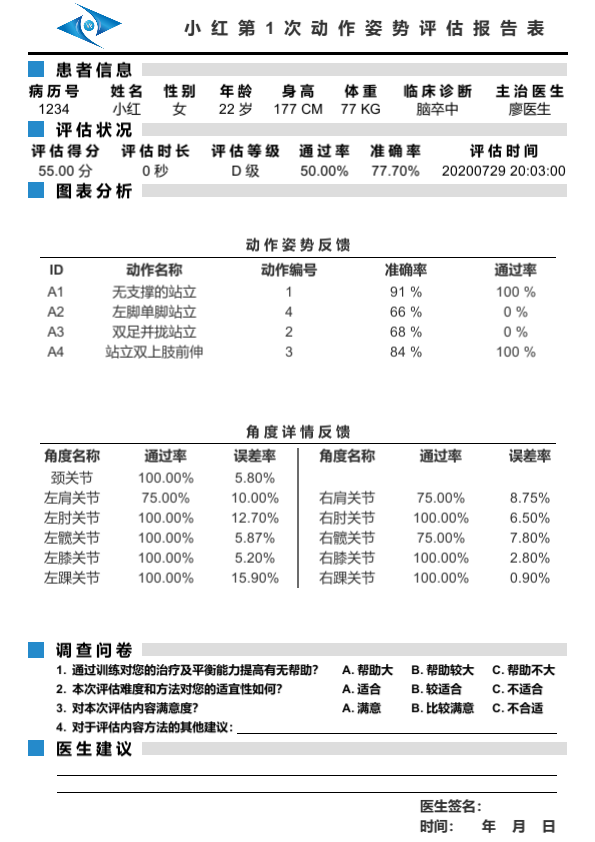 小红第1次动作姿势评估报告表
患者信息
病历号 姓名 性别 年龄 身高 体重 临床诊断 主治医生
1234 小红 女 22 岁 177 CM 77 KG 脑卒中 廖医生
评估状况
评估得分 评估时长 评估等级 通过率 准确率 评估时间
55.00 分 0 秒 D 级 50.00% 77.70% 20200729 20:03:00
图表分析
动作姿势反馈
ID 动作名称 动作编号 准确率 通过率
A1 无支撑的站立 1 91 % 100 %
A2 左脚单脚站立 4 66 % 0 %
A3 双足并拢站立 2 68 % 0 %
A4 站立双上肢前伸 3 84 % 100 %
角度详情反馈
角度名称 通过率 误差率 角度名称 通过率 误差率
颈关节 100.00% 5.80%
左肩关节 75.00% 10.00% 右肩关节 75.00% 8.75%
左肘关节 100.00% 12.70% 右肘关节 100.00% 6.50%
左髋关节 100.00% 5.87% 右髋关节 75.00% 7.80%
左膝关节 100.00% 5.20% 右膝关节 100.00% 2.80%
左踝关节 100.00% 15.90% 右踝关节 100.00% 0.90%
调查问卷
1. 通过训练对您的治疗及平衡能力提高有无帮助？ A. 帮助大 B. 帮助较大 C. 帮助不大
2. 本次评估难度和方法对您的适宜性如何？ A. 适合 B. 较适合 C. 不适合
3. 对本次评估内容满意度？ A. 满意 B. 比较满意 C. 不合适
4. 对于评估内容方法的其他建议：
医生建议
医生签名：
时间： 年 月 日